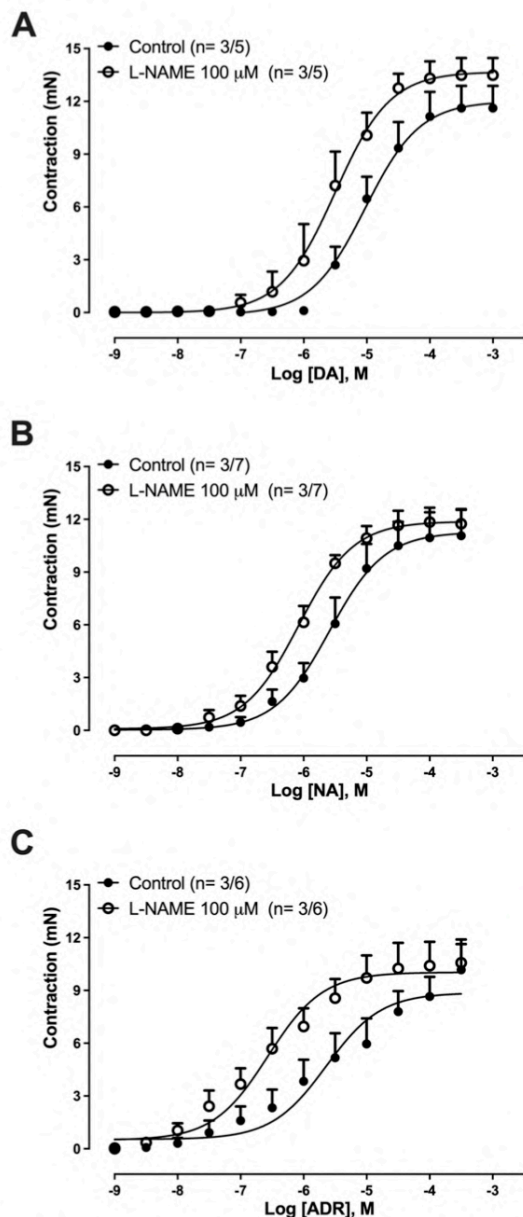 A
Control (n= 3/5)
L-NAME 100 μM (n= 3/5)
Contraction (mN)
15
12
9
6
3
0
-9 -8 -7 -6 -5 -4 -3
Log [DA], M
B
Control (n= 3/7)
L-NAME 100 μM (n= 3/7)
Contraction (mN)
15
12
9
6
3
0
-9 -8 -7 -6 -5 -4 -3
Log [NA], M
C
Control (n= 3/6)
L-NAME 100 μM (n= 3/6)
Contraction (mN)
15
12
9
6
3
0
-9 -8 -7 -6 -5 -4 -3
Log [ADR], M